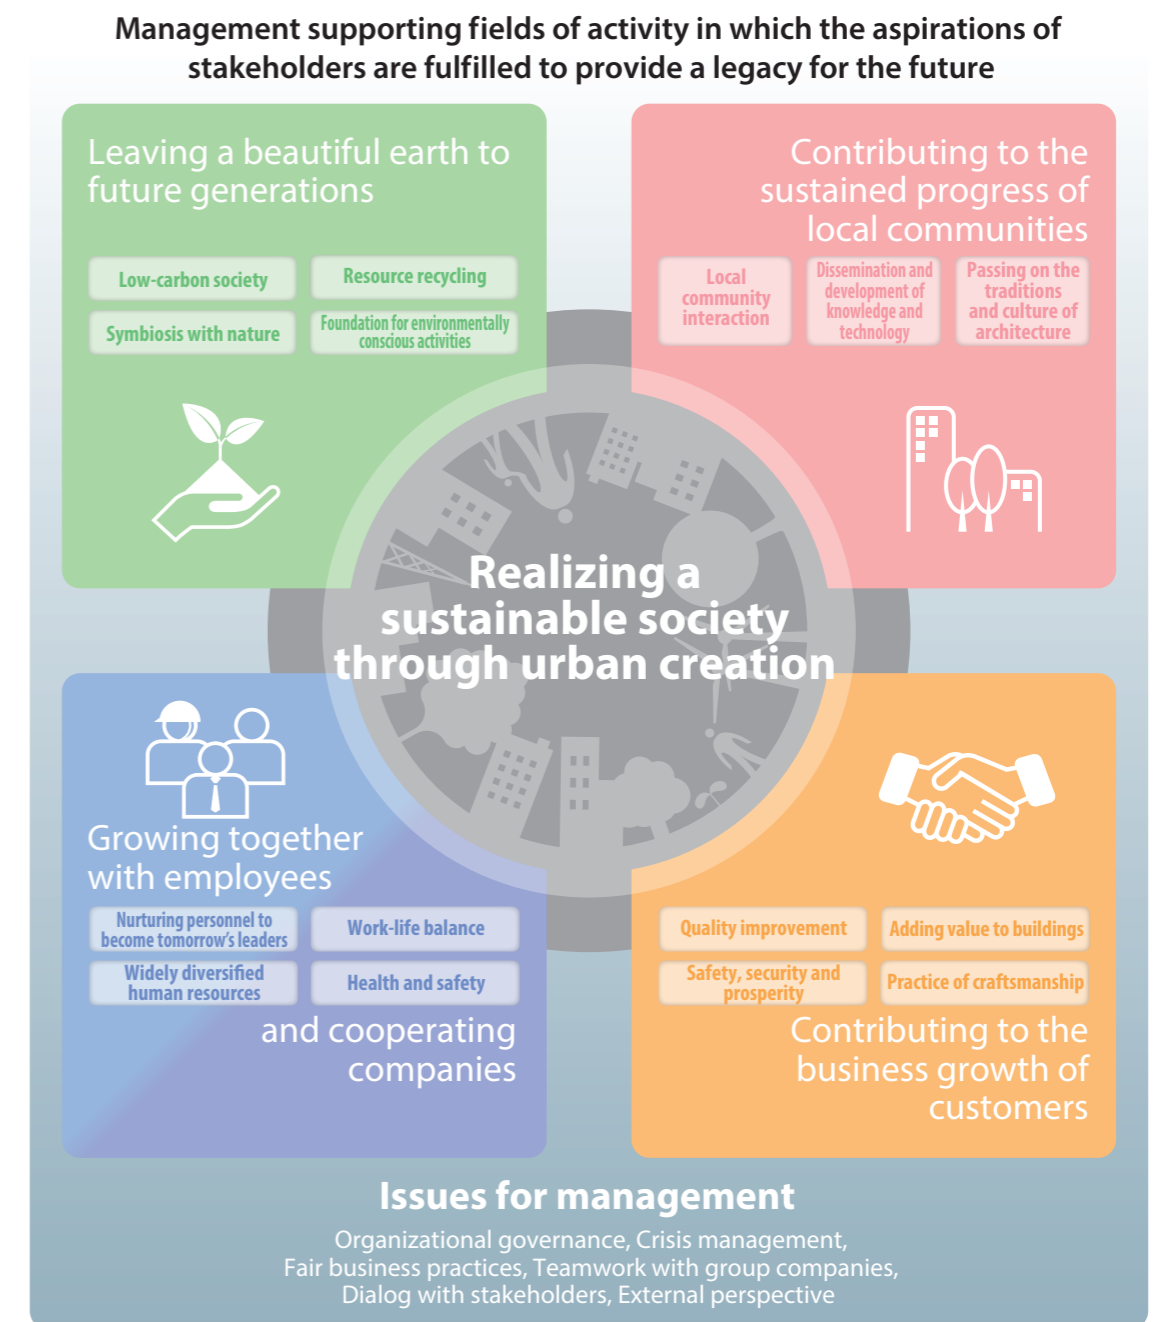 Management supporting fields of activity in which the aspirations of
stakeholders are fulfilled to provide a legacy for the future
Leaving a beautiful earth to
future generations
Low-carbon society
Resource recycling
Symbiosis with nature
Foundation for environmentally
conscious activities
Contributing to the
sustained progress of
local communities
Local
community
interaction
Dissemination and
development of
knowledge and
technology
Passing on the
traditions
and culture of
architecture
Realizing a
sustainable society
through urban creation
Growing together
with employees
Nurturing personnel to
become tomorrow's leaders
Work-life balance
Widely diversified
human resources
Health and safety
and cooperating
companies
Quality improvement
Adding value to buildings
Safety, security and
prosperity
Practice of craftsmanship
Contributing to the
business growth of
customers
Issues for management
Organizational governance, Crisis management,
Fair business practices, Teamwork with group companies,
Dialog with stakeholders, External perspective